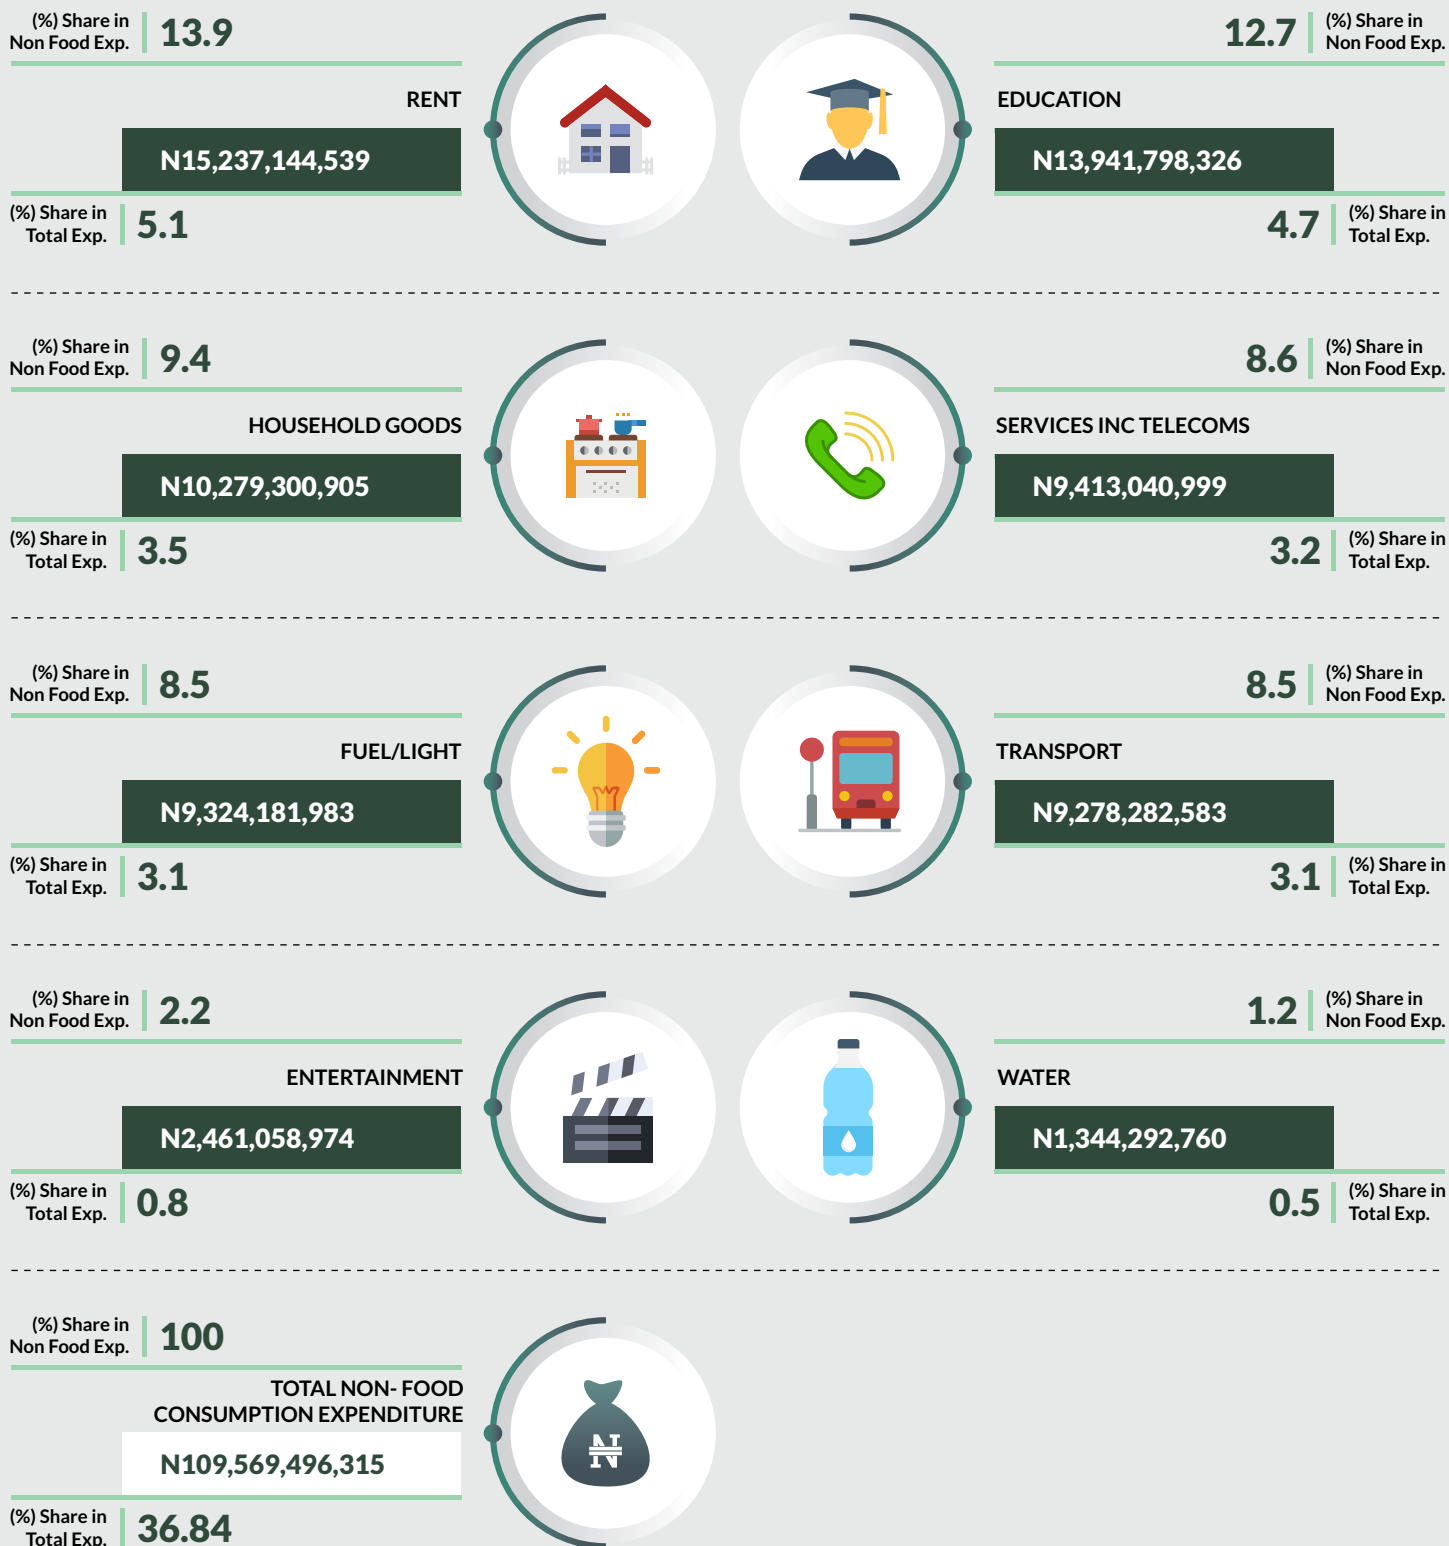 (%) Share in
Non Food Exp.
13.9
RENT
N15,237,144,539
(%) Share in
Total Exp.
5.1
12.7
(%) Share in
Non Food Exp.
EDUCATION
N13,941,798,326
4.7
(%) Share in
Total Exp.
(%) Share in
Non Food Exp.
9.4
HOUSEHOLD GOODS
N10,279,300,905
(%) Share in
Total Exp.
3.5
8.6
(%) Share in
Non Food Exp.
SERVICES INC TELECOMS
N9,413,040,999
3.2
(%) Share in
Total Exp.
(%) Share in
Non Food Exp.
8.5
FUEL/LIGHT
N9,324,181,983
(%) Share in
Total Exp.
3.1
8.5
(%) Share in
Non Food Exp.
TRANSPORT
N9,278,282,583
3.1
(%) Share in
Total Exp.
(%) Share in
Non Food Exp.
2.2
ENTERTAINMENT
N2,461,058,974
(%) Share in
Total Exp.
0.8
1.2
(%) Share in
Non Food Exp.
WATER
N1,344,292,760
0.5
(%) Share in
Total Exp.
(%) Share in
Non Food Exp.
100
TOTAL NON- FOOD
CONSUMPTION EXPENDITURE
N109,569,496,315
₦
(%) Share in
Total Exp.
36.84